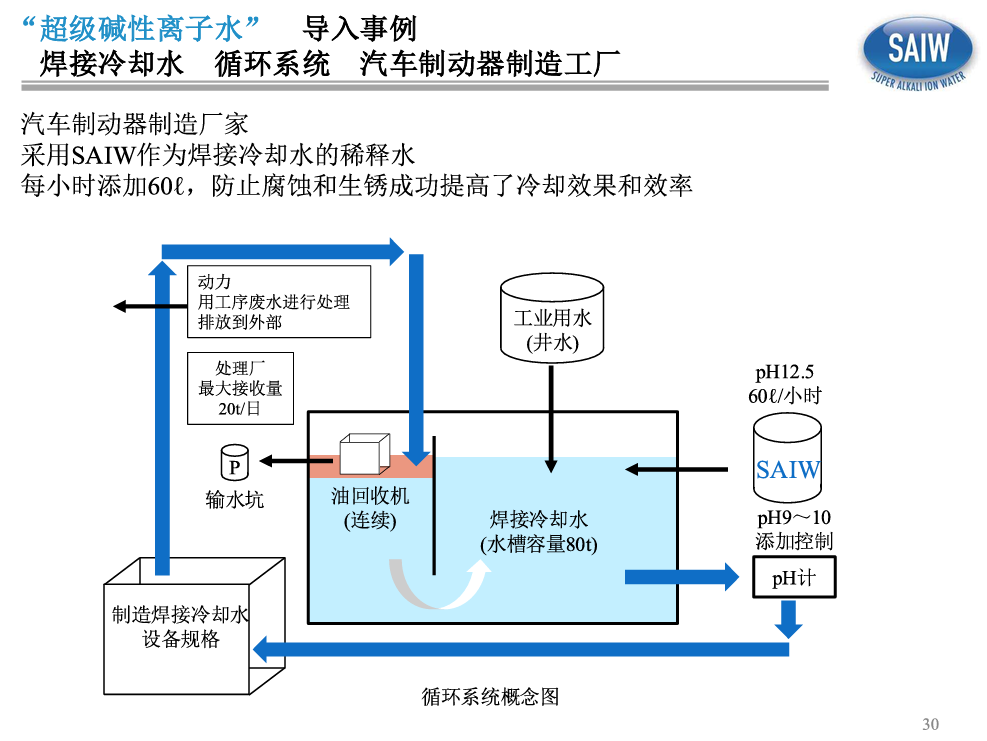 “超级碱性离子水” 导入事例
焊接冷却水 循环系统 汽车制动器制造工厂
SAIW
SUPER ALKALI ION WATER
汽车制动器制造厂家
采用SAIW作为焊接冷却水的稀释水
每小时添加60ℓ，防止腐蚀和生锈成功提高了冷却效果和效率
动力
用工序废水进行处理
排放到外部
处理厂
最大接收量
20t/日
工业用水
(井水)
pH12.5
60ℓ/小时
SAIW
P
输水坑
油回收机
(连续)
焊接冷却水
(水槽容量80t)
pH9～10
添加控制
pH计
制造焊接冷却水
设备规格
循环系统概念图
30